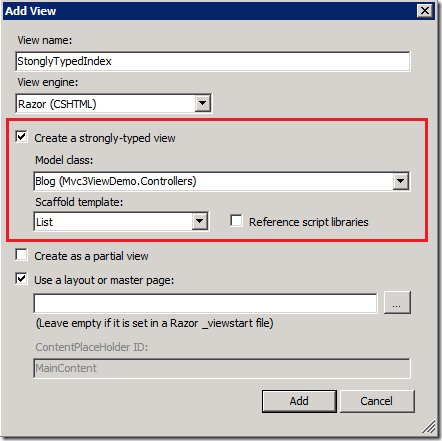 Add View
View name:
StonglyTypedIndex
View engine:
Razor (CSHTML)
Create a strongly-typed view
Model class:
Blog (Mvc3ViewDemo.Controllers)
Scaffold template:
List
Reference script libraries
Create as a partial view
Use a layout or master page:
...
(Leave empty if it is set in a Razor _viewstart file)
ContentPlaceHolder ID:
MainContent
Add Cancel